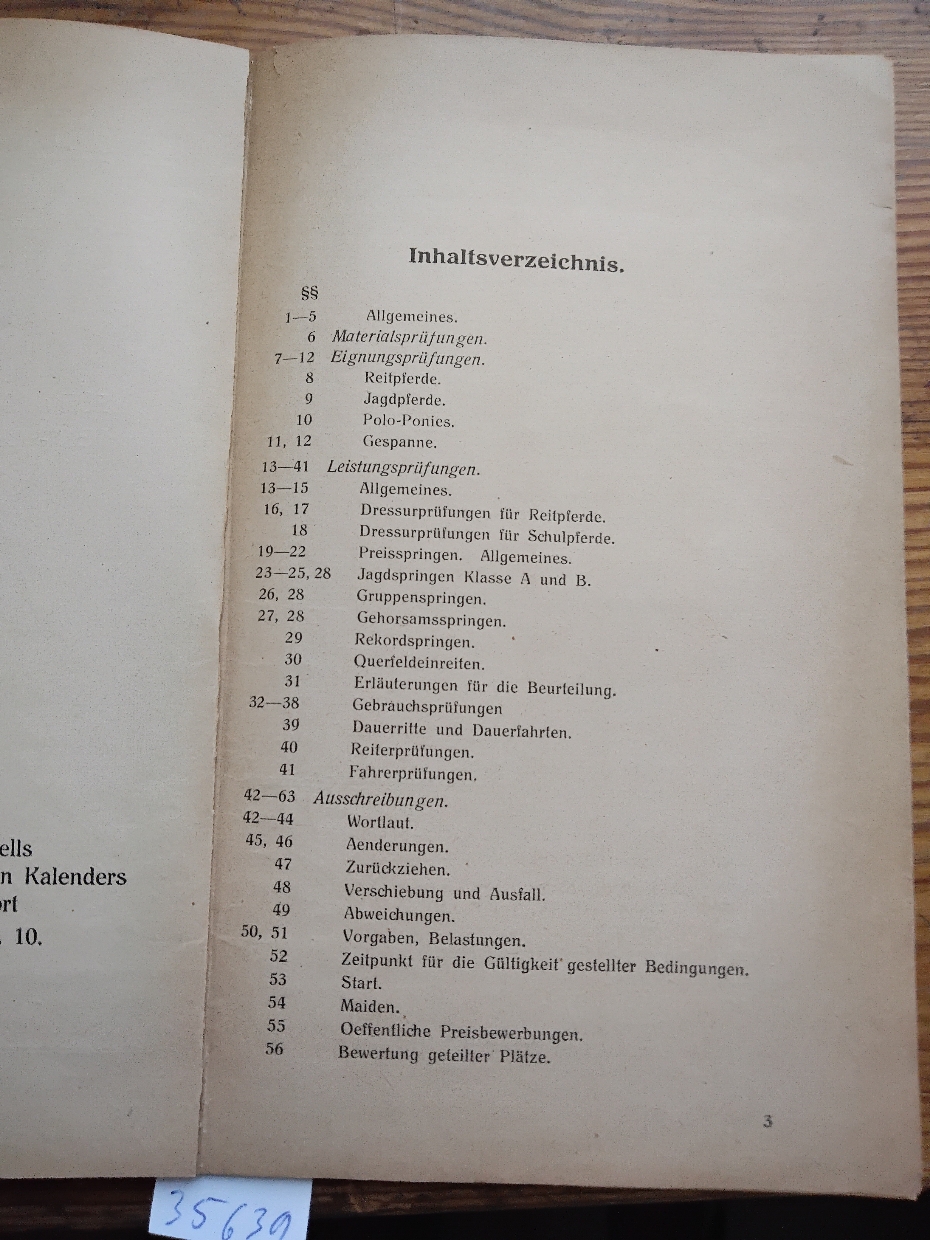 ells
n Kalenders
ort
. 10.
Inhaltsverzeichnis.
§§
1—5 Allgemeines.
6 Materialsprüfungen.
7—12 Eignungsprüfungen.
8 Reitpferde.
9 Jagdpferde.
10 Polo-Ponies.
11, 12 Gespanne.
13—41 Leistungsprüfungen.
13—15 Allgemeines.
16, 17 Dressurprüfungen für Reitpferde.
18 Dressurprüfungen für Schulpferde.
19—22 Preisspringen. Allgemeines.
23—25, 28 Jagdspringen Klasse A und B.
26, 28 Gruppenspringen.
27, 28 Gehorsamsspringen.
29 Rekordspringen.
30 Querfeldeinreiten.
31 Erläuterungen für die Beurteilung.
32—38 Gebrauchsprüfungen
39 Dauerritte und Dauerfahrten.
40 Reiterprüfungen.
41 Fahrerprüfungen.
42—63 Ausschreibungen.
42—44 Wortlaut.
45, 46 Aenderungen.
47 Zurückziehen.
48 Verschiebung und Ausfall.
49 Abweichungen.
50, 51 Vorgaben, Belastungen.
52 Zeitpunkt für die Gültigkeit gestellter Bedingungen.
53 Start.
54 Maiden.
55 Oeffentliche Preisbewerbungen.
56 Bewertung geteilter Plätze.
3
35639